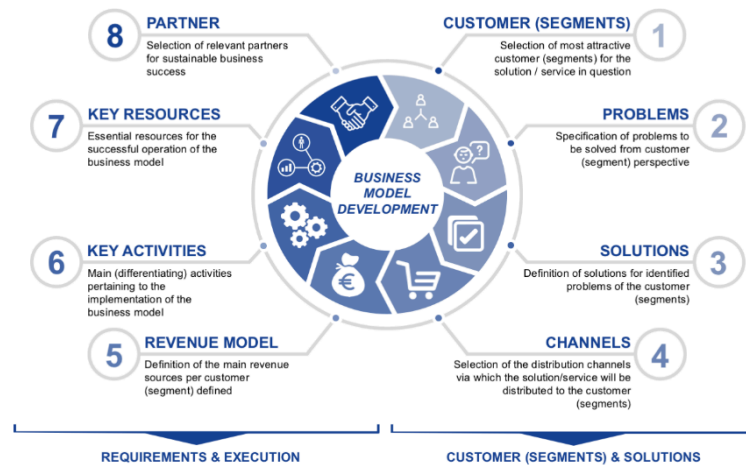 8
PARTNER
Selection of relevant partners
for sustainable business
success
CUSTOMER (SEGMENTS)
1
Selection of most attractive
customer (segments) for the
solution / service in question
7
KEY RESOURCES
Essential resources for the
successful operation of the
business model
PROBLEMS
2
Specification of problems to
be solved from customer
(segment) perspective
BUSINESS
MODEL
DEVELOPMENT
6
KEY ACTIVITIES
Main (differentiating) activities
pertaining to the
implementation of the
business model
SOLUTIONS
3
Definition of solutions for identified
problems of the customer
(segments)
5
REVENUE MODEL
Definition of the main revenue
sources per customer
(segment) defined
CHANNELS
4
Selection of the distribution channels
via which the solution/service will be
distributed to the customer
(segments)
?
€
REQUIREMENTS & EXECUTION
CUSTOMER (SEGMENTS) & SOLUTIONS